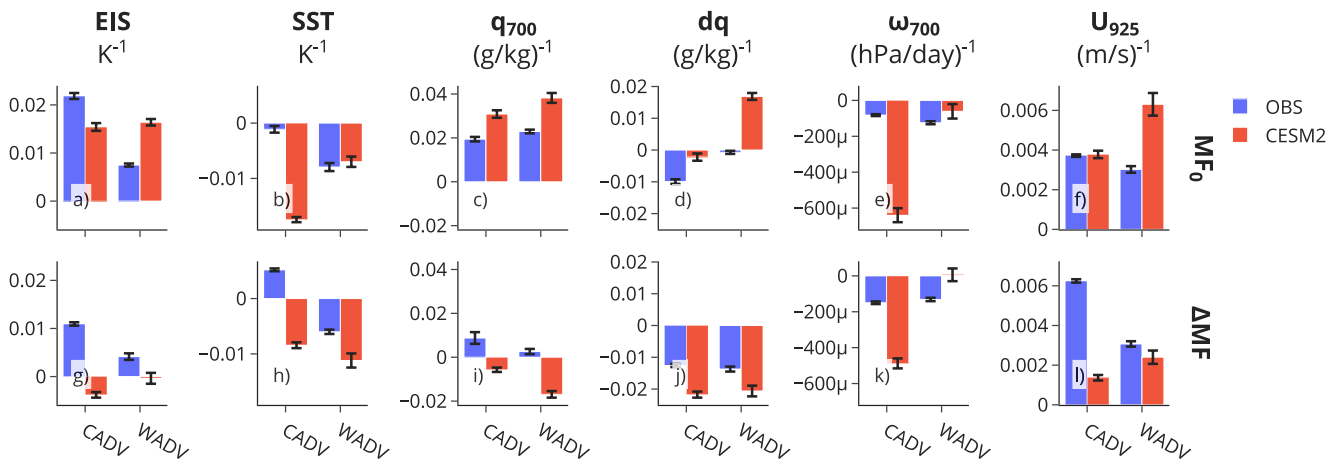 EIS SST q700 dq ω700 U925
K-1 K-1 (g/kg)-1 (g/kg)-1 (hPa/day)-1 (m/s)-1
0.02
0.01
0
a)
0
−0.01
b)
0.04
0.02
0
−0.02
c)
0.02
0.01
0
−0.01
−0.02
d)
0
−200μ
−400μ
−600μ
e)
0.006
0.004
0.002
0
f)
OBS
CESM2
MF0
0.02
0.01
0
g)
CADV WADV
0
−0.01
h)
CADV WADV
0.04
0.02
0
−0.02
i)
CADV WADV
0.02
0.01
0
−0.01
−0.02
j)
CADV WADV
0
−200μ
−400μ
−600μ
k)
CADV WADV
0.006
0.004
0.002
0
l)
CADV WADV
ΔMF